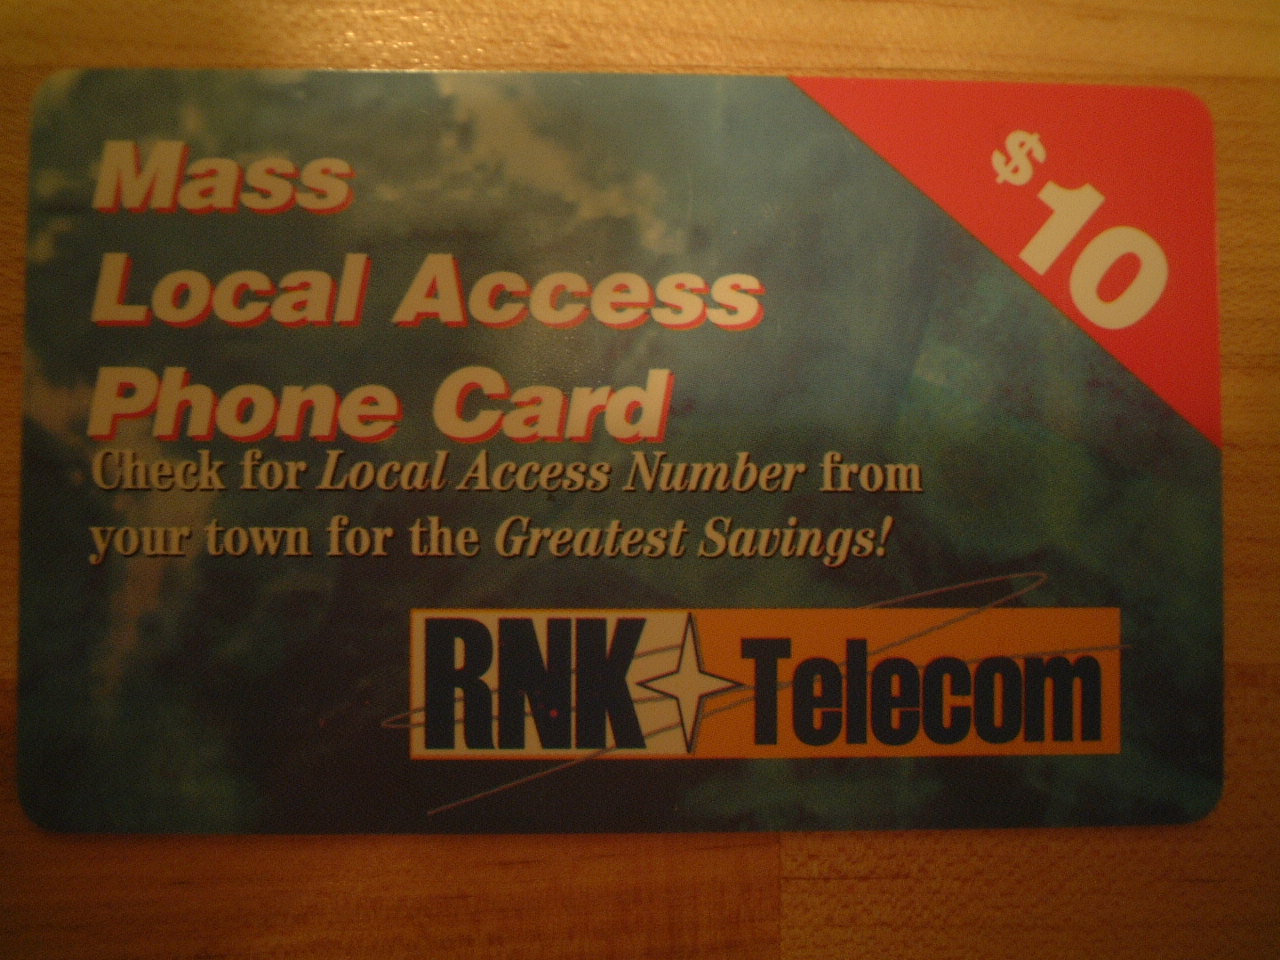 $10
Mass
Local Access
Phone Card
Check for Local Access Number from
your town for the Greatest Savings!
RNK Telecom